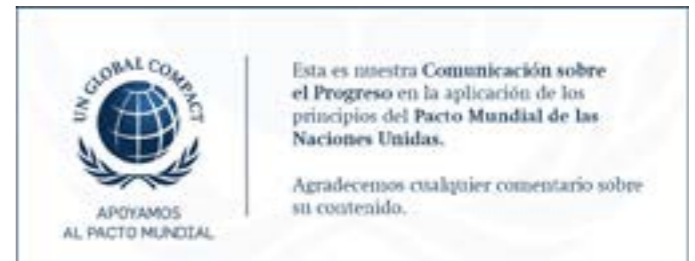 UN GLOBAL COMPACT
APOYAMOS
AL PACTO MUNDIAL
Esta es nuestra Comunicación sobre
el Progreso en la aplicación de los
principios del Pacto Mundial de las
Naciones Unidas.
Agradecemos cualquier comentario sobre
su contenido.